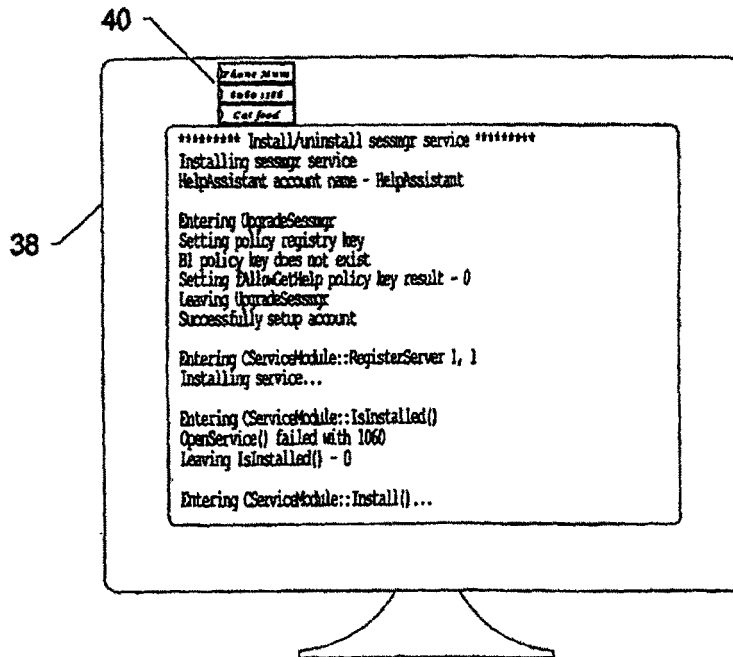 40
Phone Mum
Cat food
38
********* Install/uninstall sessmgr service *********
Installing sessmgr service
HelpAssistant account name - HelpAssistant
Entering UpgradeSessmgr
Setting policy registry key
Bl policy key does not exist
Setting fAllowGetHelp policy key result - 0
Leaving UpgradeSessmgr
Successfully setup account
Entering CServiceModule::RegisterServer 1, 1
Installing service...
Entering CServiceModule::IsInstalled()
OpenService() failed with 1060
Leaving IsInstalled() - 0
Entering CServiceModule::Install()...